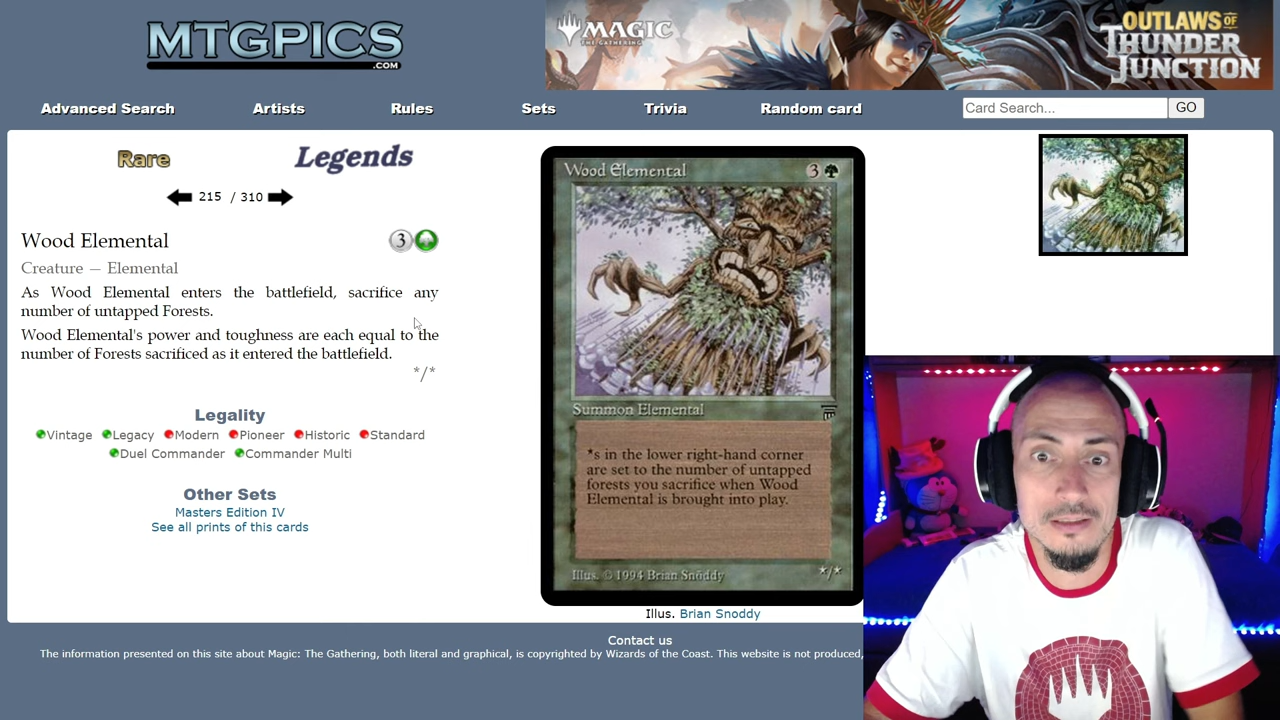 MTGPICS
.COM
MAGIC
THE GATHERING
OUTLAWS OF
THUNDER
JUNCTION
Advanced Search
Artists
Rules
Sets
Trivia
Random card
Card Search...
GO
Rare
Legends
215 / 310
Wood Elemental
3
Creature — Elemental
As Wood Elemental enters the battlefield, sacrifice any
number of untapped Forests.
Wood Elemental's power and toughness are each equal to the
number of Forests sacrificed as it entered the battlefield.
*/*
Legality
Vintage Legacy Modern Pioneer Historic Standard
Duel Commander Commander Multi
Other Sets
Masters Edition IV
See all prints of this cards
Wood Elemental 3
Summon Elemental
*s in the lower right-hand corner
are set to the number of untapped
forests you sacrifice when Wood
Elemental is brought into play.
Illus. © 1994 Brian Snõddy */*
Illus. Brian Snoddy
Contact us
The information presented on this site about Magic: The Gathering, both literal and graphical, is copyrighted by Wizards of the Coast. This website is not produced,